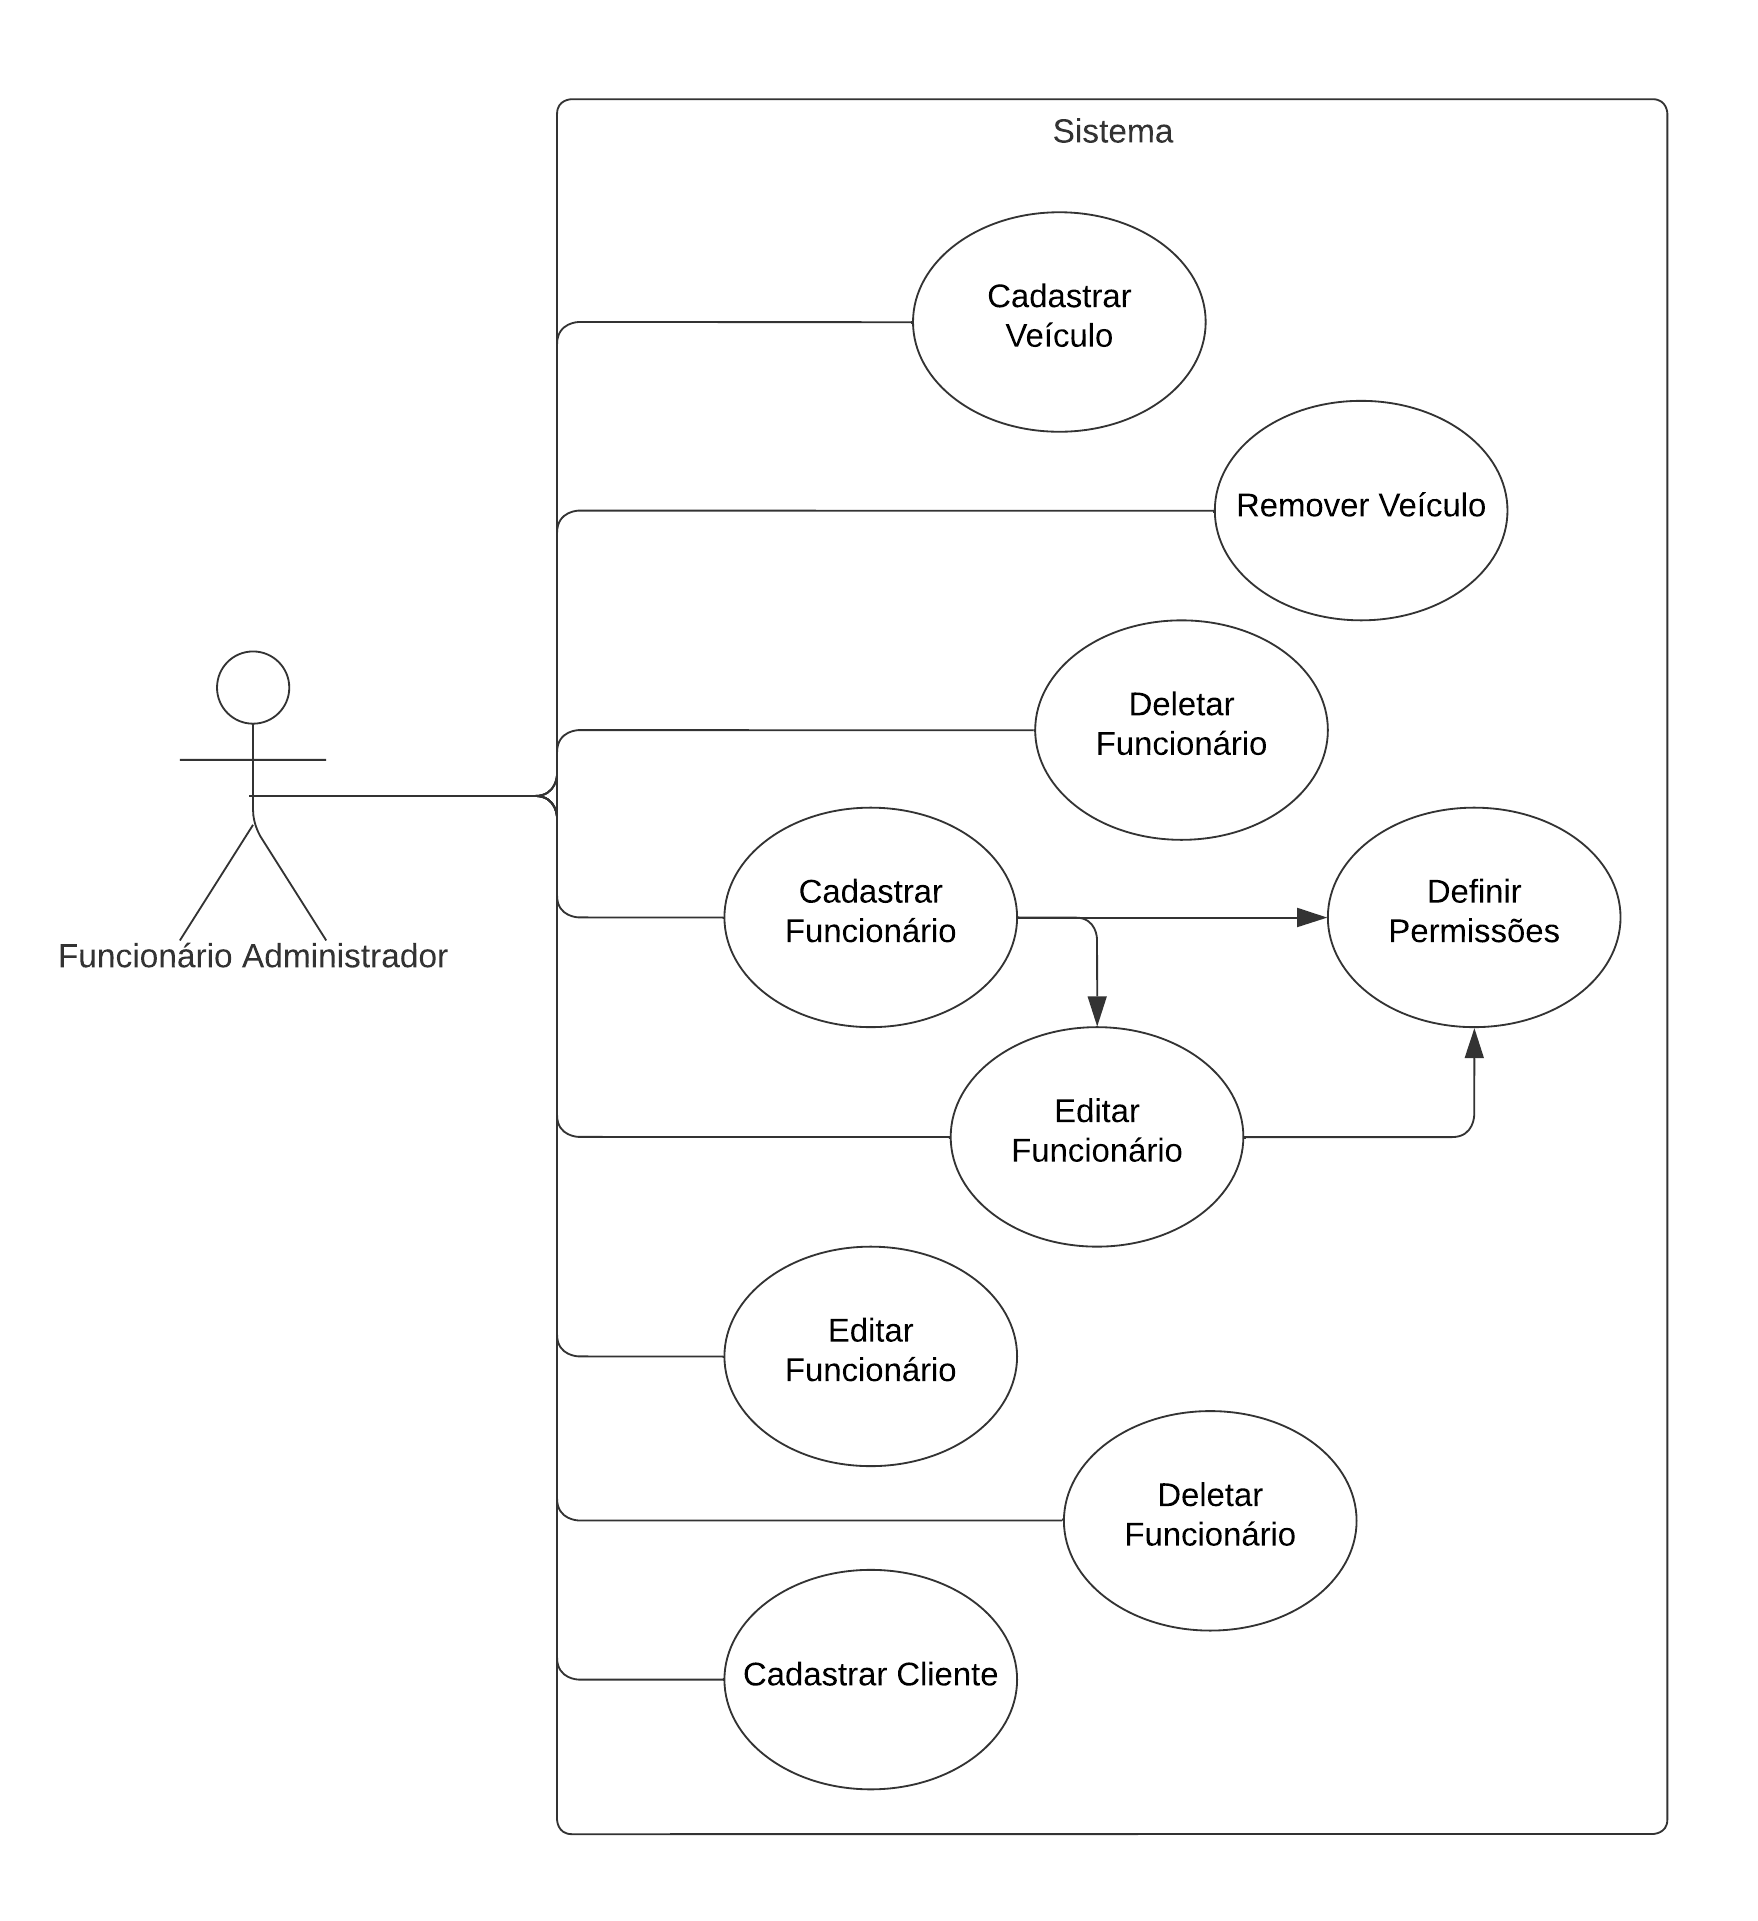 Sistema
Cadastrar
Veículo
Remover Veículo
Deletar
Funcionário
Cadastrar
Funcionário
Definir
Permissões
Funcionário Administrador
Editar
Funcionário
Editar
Funcionário
Deletar
Funcionário
Cadastrar Cliente